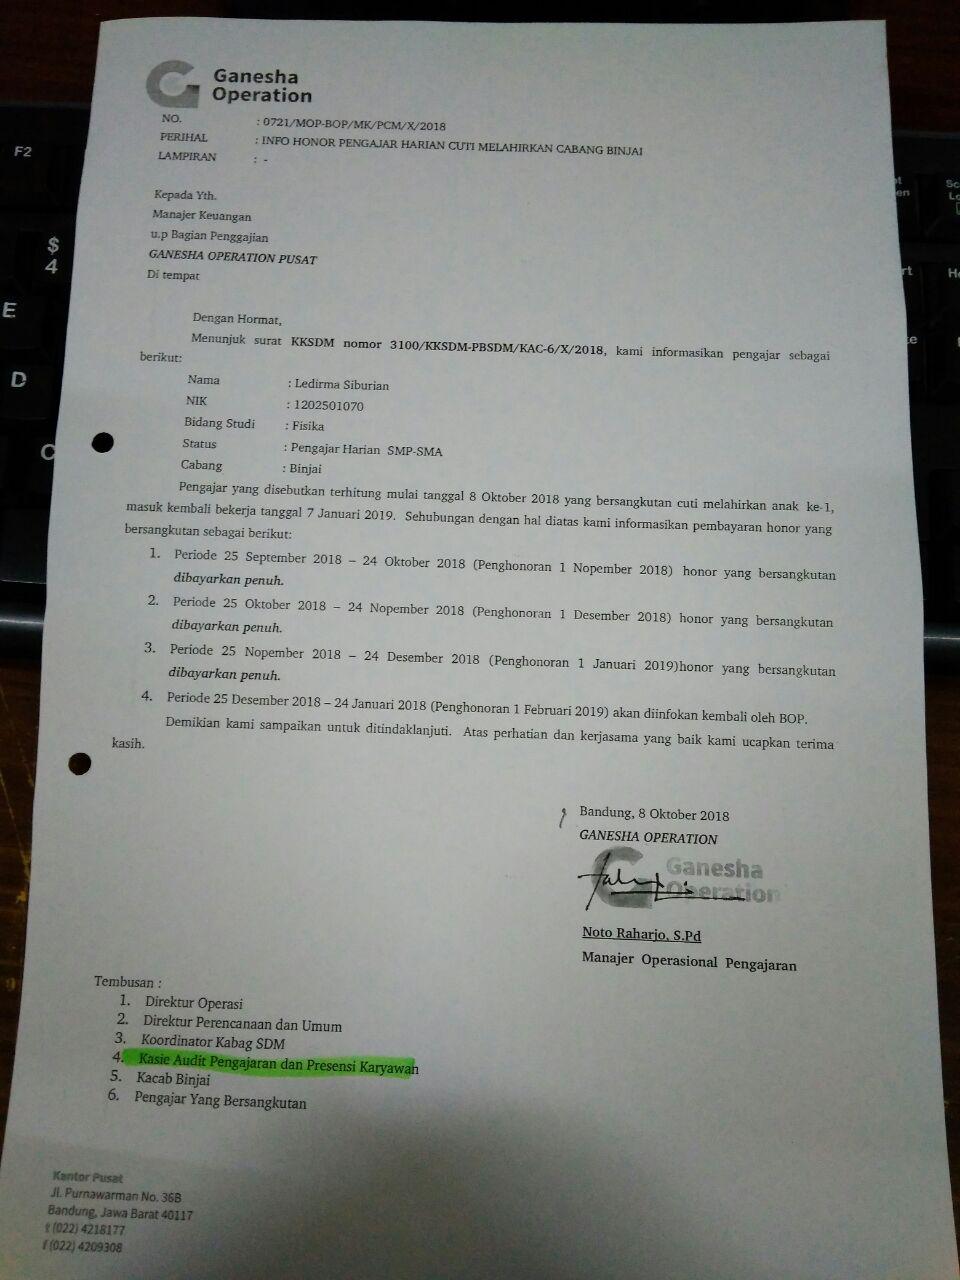 Ganesha
Operation
NO. : 0721/MOP-BOP/MK/PCM/X/2018
PERIHAL : INFO HONOR PENGAJAR HARIAN CUTI MELAHIRKAN CABANG BINJAI
LAMPIRAN : -
Kepada Yth.
Manajer Keuangan
u.p Bagian Penggajian
GANESHA OPERATION PUSAT
Di tempat
Dengan Hormat,
Menunjuk surat KKSDM nomor 3100/KKSDM-PBSDM/KAC-6/X/2018, kami informasikan pengajar sebagai
berikut:
Nama : Ledirma Siburian
NIK : 1202501070
Bidang Studi : Fisika
Status : Pengajar Harian SMP-SMA
Cabang : Binjai
Pengajar yang disebutkan terhitung mulai tanggal 8 Oktober 2018 yang bersangkutan cuti melahirkan anak ke-1,
masuk kembali bekerja tanggal 7 Januari 2019. Sehubungan dengan hal diatas kami informasikan pembayaran honor yang
bersangkutan sebagai berikut:
1. Periode 25 September 2018 – 24 Oktober 2018 (Penghonoran 1 Nopember 2018) honor yang bersangkutan
dibayarkan penuh.
2. Periode 25 Oktober 2018 – 24 Nopember 2018 (Penghonoran 1 Desember 2018) honor yang bersangkutan
dibayarkan penuh.
3. Periode 25 Nopember 2018 – 24 Desember 2018 (Penghonoran 1 Januari 2019)honor yang bersangkutan
dibayarkan penuh.
4. Periode 25 Desember 2018 – 24 Januari 2018 (Penghonoran 1 Februari 2019) akan diinfokan kembali oleh BOP.
Demikian kami sampaikan untuk ditindaklanjuti. Atas perhatian dan kerjasama yang baik kami ucapkan terima
kasih.
Bandung, 8 Oktober 2018
GANESHA OPERATION
Ganesha
Operation
Noto Raharjo, S.Pd
Manajer Operasional Pengajaran
Tembusan :
1. Direktur Operasi
2. Direktur Perencanaan dan Umum
3. Koordinator Kabag SDM
4. Kasie Audit Pengajaran dan Presensi Karyawan
5. Kacab Binjai
6. Pengajar Yang Bersangkutan
Kantor Pusat
Jl. Purnawarman No. 36B
Bandung, Jawa Barat 40117
t (022) 4218177
f (022) 4209308
F2
$
4
E
D
C